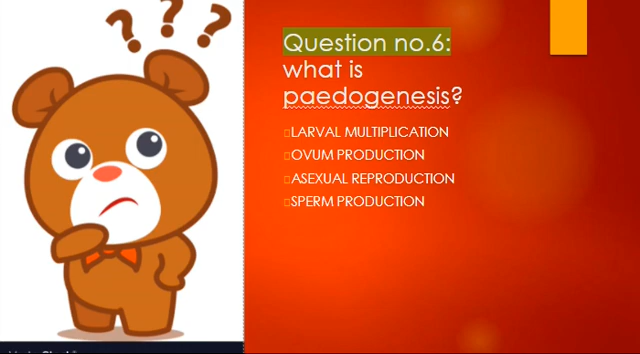 Question no.6:
what is
paedogenesis?
LARVAL MULTIPLICATION
OVUM PRODUCTION
ASEXUAL REPRODUCTION
SPERM PRODUCTION